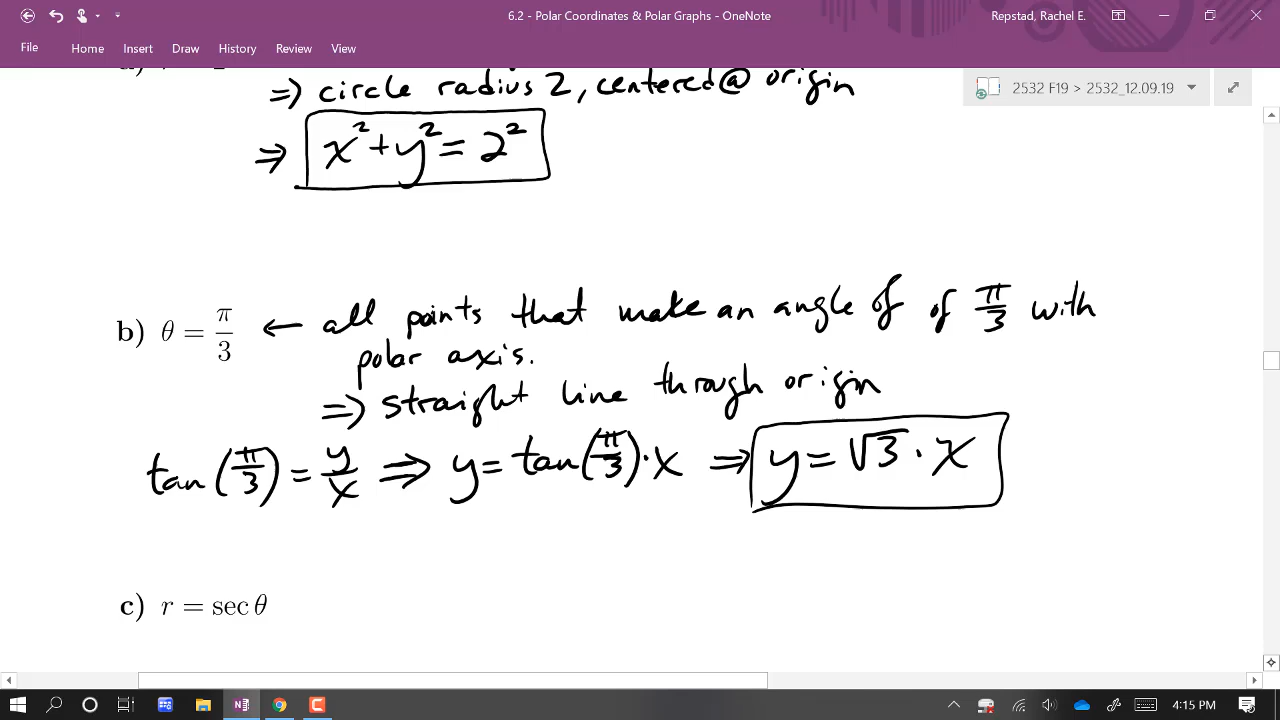 6.2 - Polar Coordinates & Polar Graphs - OneNote
Repstad, Rachel E.
File Home Insert Draw History Review View
2532 F19 > 2532_12.09.19
⇒ circle radius 2, centered @ origin
⇒ x² + y² = 2²
b) θ = π/3 ← all points that make an angle of of π/3 with
polar axis.
⇒ straight line through origin
tan(π/3) = y/x ⇒ y = tan(π/3)·x ⇒ y = √3 · x
c) r = sec θ
4:15 PM